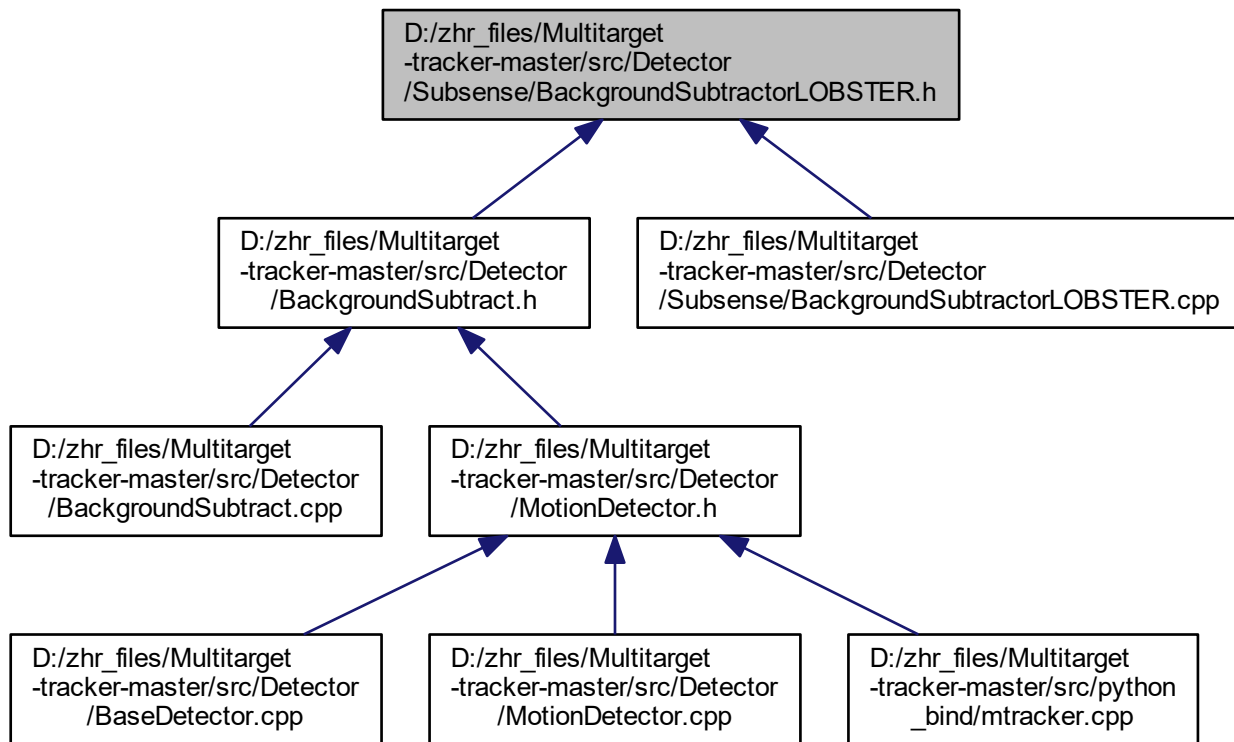 D:/zhr_files/Multitarget
-tracker-master/src/Detector
/Subsense/BackgroundSubtractorLOBSTER.h
D:/zhr_files/Multitarget
-tracker-master/src/Detector
/BackgroundSubtract.h
D:/zhr_files/Multitarget
-tracker-master/src/Detector
/Subsense/BackgroundSubtractorLOBSTER.cpp
D:/zhr_files/Multitarget
-tracker-master/src/Detector
/BackgroundSubtract.cpp
D:/zhr_files/Multitarget
-tracker-master/src/Detector
/MotionDetector.h
D:/zhr_files/Multitarget
-tracker-master/src/Detector
/BaseDetector.cpp
D:/zhr_files/Multitarget
-tracker-master/src/Detector
/MotionDetector.cpp
D:/zhr_files/Multitarget
-tracker-master/src/python
_bind/mtracker.cpp